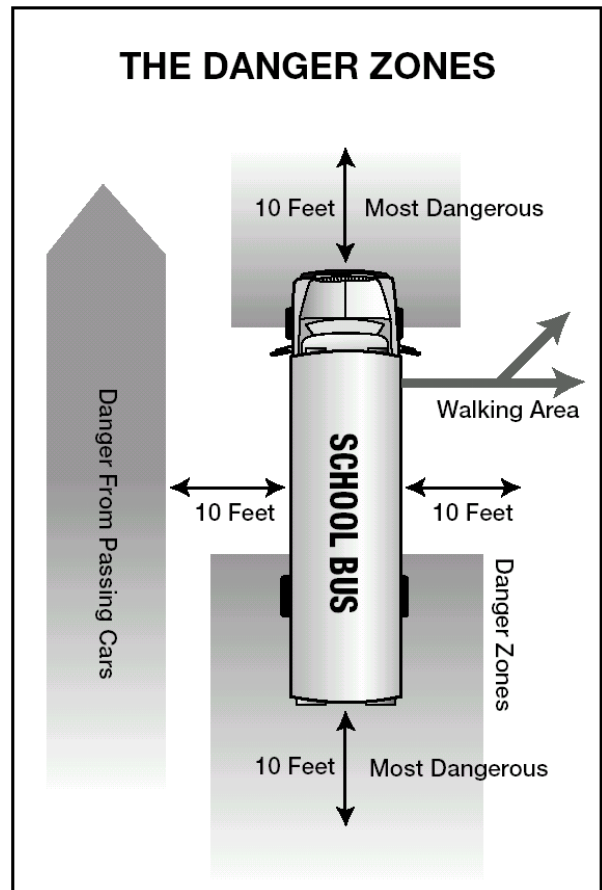 THE DANGER ZONES
10 Feet
Most Dangerous
Walking Area
Danger From Passing Cars
SCHOOL BUS
10 Feet
10 Feet
Danger Zones
10 Feet
Most Dangerous